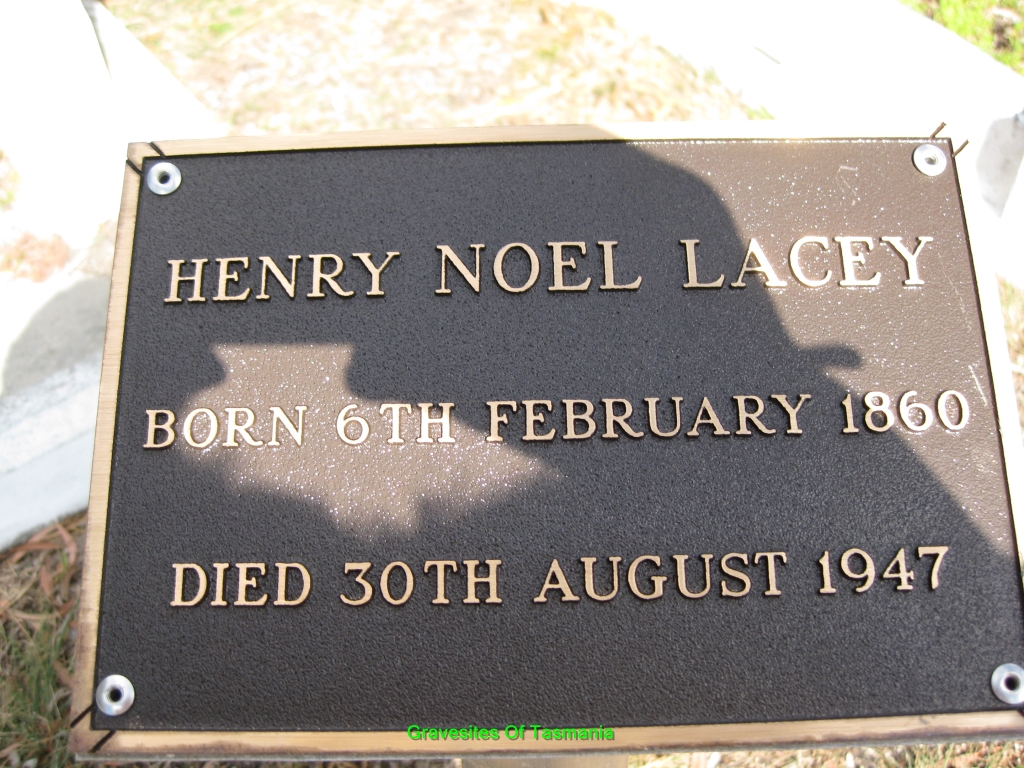 HENRY NOEL LACEY
BORN 6TH FEBRUARY 1860
DIED 30TH AUGUST 1947
Gravesites Of Tasmania